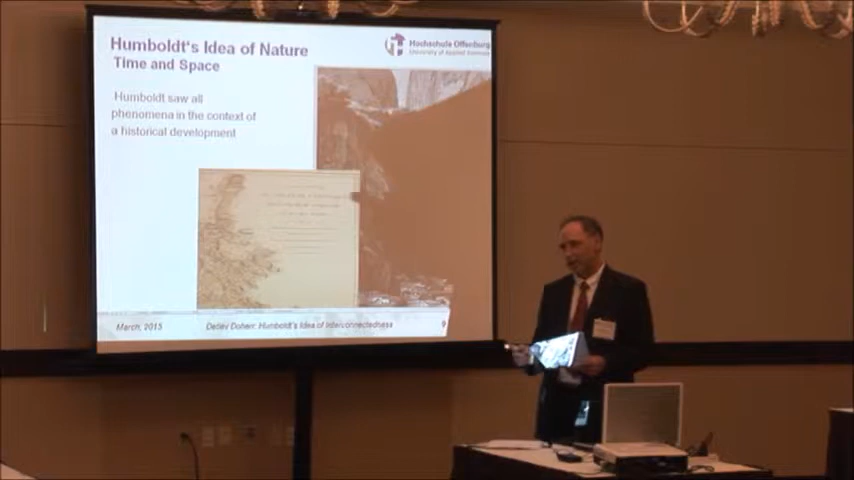 Humboldt's Idea of Nature
Time and Space
Hochschule Offenburg
University of Applied Sciences
Humboldt saw all
phenomena in the context of
a historical development
March, 2015
Detlev Doherr: Humboldt's Idea of Interconnectedness
9